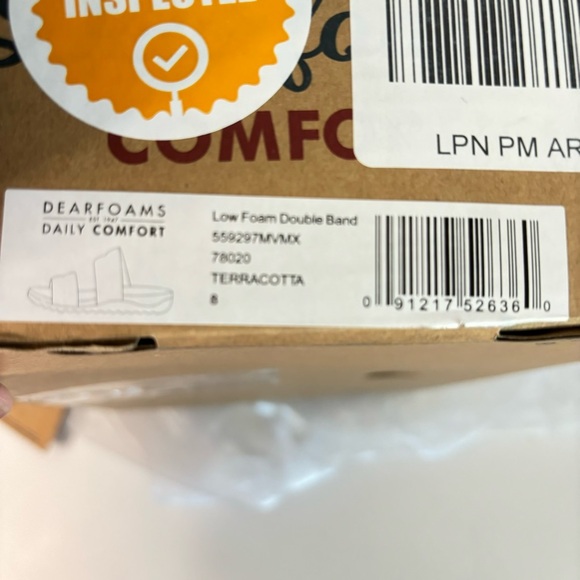 INSPECTED
COMFO
LPN PM AR
DEARFOAMS
EST. 1947
DAILY COMFORT
Low Foam Double Band
559297MVMX
78020
TERRACOTTA
8
0 91217 52636 0